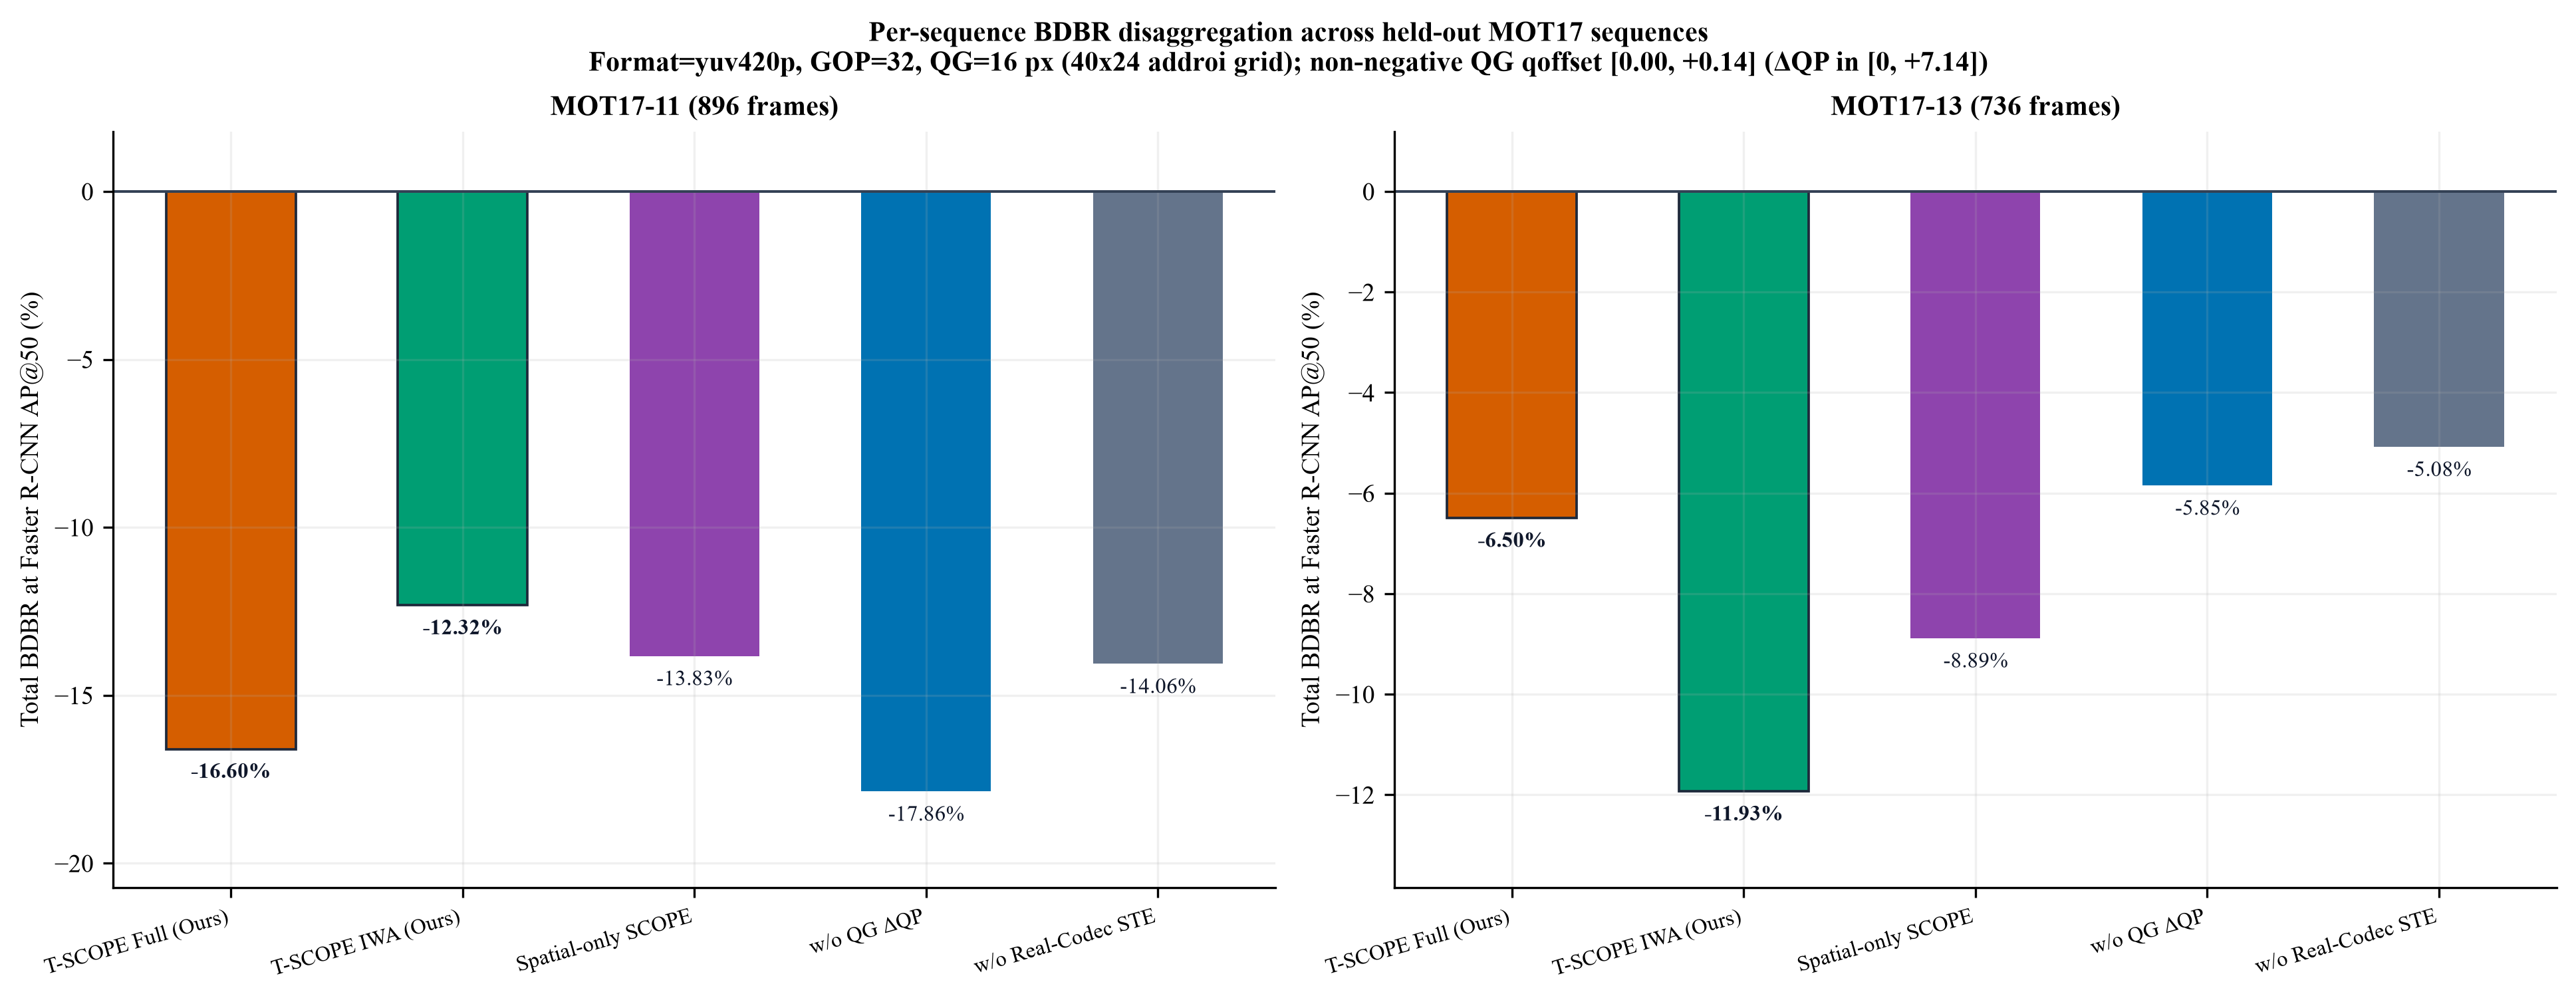 Per-sequence BDBR disaggregation across held-out MOT17 sequences
Format=yuv420p, GOP=32, QG=16 px (40x24 addroi grid); non-negative QG qoffset [0.00, +0.14] (ΔQP in [0, +7.14])
MOT17-11 (896 frames)
Total BDBR at Faster R-CNN AP@50 (%)
0
−5
−10
−15
−20
-16.60%
-12.32%
-13.83%
-17.86%
-14.06%
T-SCOPE Full (Ours)
T-SCOPE IWA (Ours)
Spatial-only SCOPE
w/o QG ΔQP
w/o Real-Codec STE
MOT17-13 (736 frames)
Total BDBR at Faster R-CNN AP@50 (%)
0
−2
−4
−6
−8
−10
−12
-6.50%
-11.93%
-8.89%
-5.85%
-5.08%
T-SCOPE Full (Ours)
T-SCOPE IWA (Ours)
Spatial-only SCOPE
w/o QG ΔQP
w/o Real-Codec STE